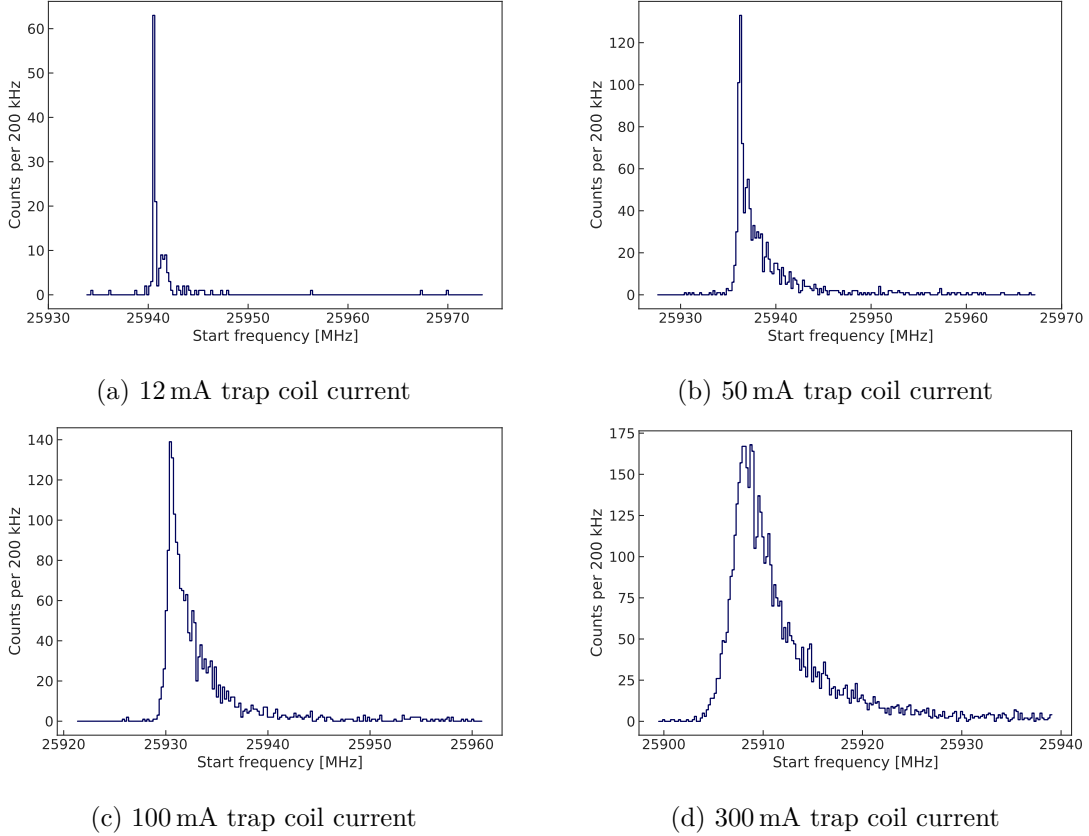 60
50
40
30
20
10
0
Counts per 200 kHz
25930 25940 25950 25960 25970
Start frequency [MHz]
(a) 12 mA trap coil current
120
100
80
60
40
20
0
Counts per 200 kHz
25930 25940 25950 25960 25970
Start frequency [MHz]
(b) 50 mA trap coil current
140
120
100
80
60
40
20
0
Counts per 200 kHz
25920 25930 25940 25950 25960
Start frequency [MHz]
(c) 100 mA trap coil current
175
150
125
100
75
50
25
0
Counts per 200 kHz
25900 25910 25920 25930 25940
Start frequency [MHz]
(d) 300 mA trap coil current